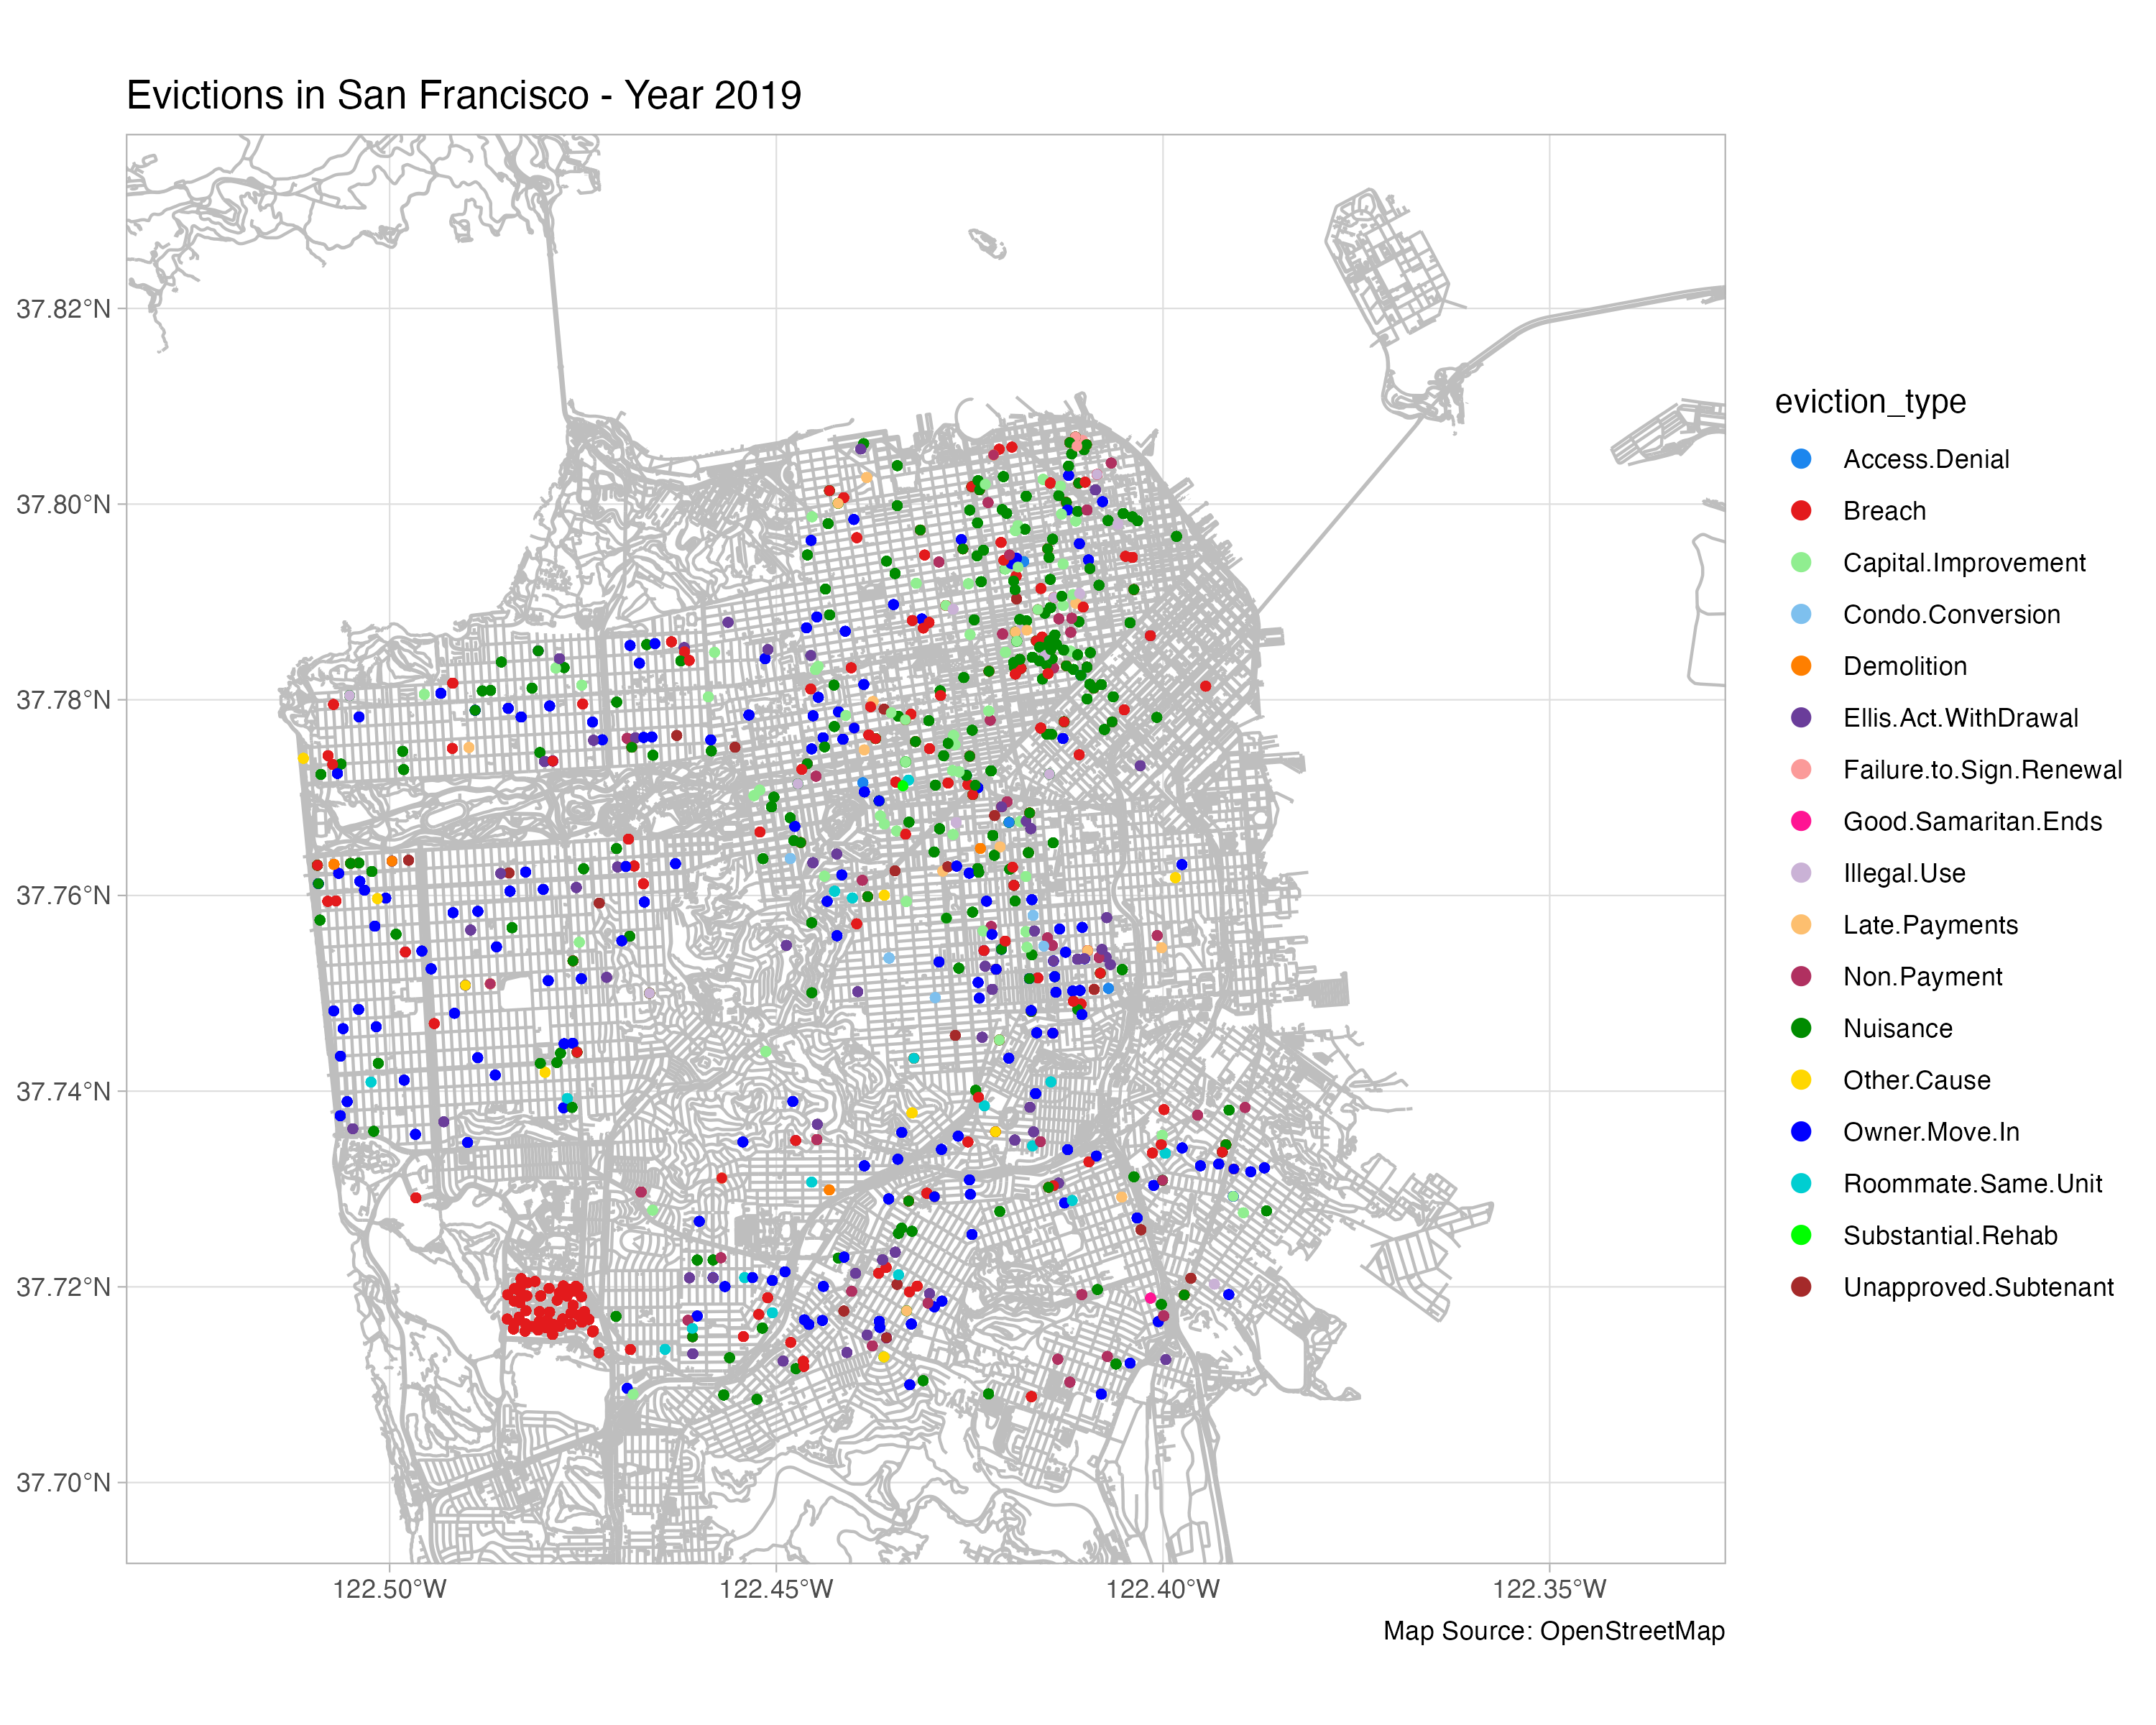 Evictions in San Francisco - Year 2019
37.82°N
37.80°N
37.78°N
37.76°N
37.74°N
37.72°N
37.70°N
122.50°W
122.45°W
122.40°W
122.35°W
Map Source: OpenStreetMap
eviction_type
Access.Denial
Breach
Capital.Improvement
Condo.Conversion
Demolition
Ellis.Act.WithDrawal
Failure.to.Sign.Renewal
Good.Samaritan.Ends
Illegal.Use
Late.Payments
Non.Payment
Nuisance
Other.Cause
Owner.Move.In
Roommate.Same.Unit
Substantial.Rehab
Unapproved.Subtenant